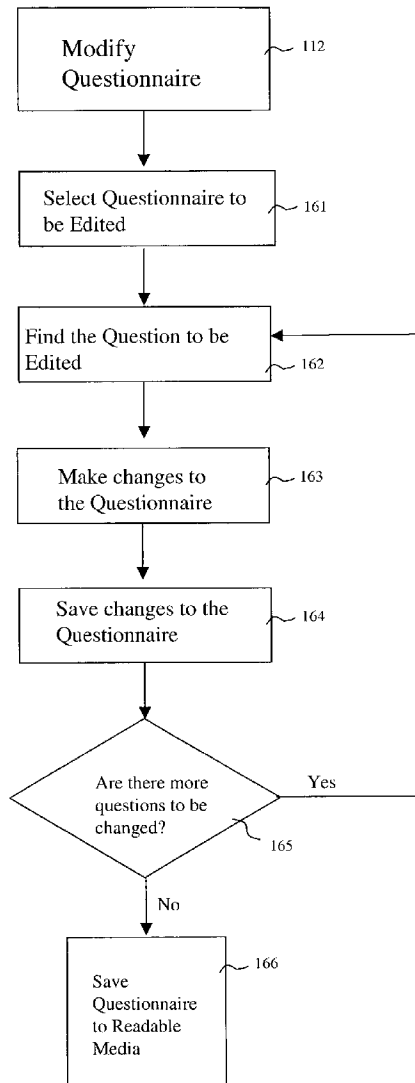 Modify
Questionnaire
112
Select Questionnaire to
be Edited
161
Find the Question to be
Edited
162
Make changes to
the Questionnaire
163
Save changes to the
Questionnaire
164
Are there more
questions to be
changed?
165
Yes
No
Save
Questionnaire
to Readable
Media
166